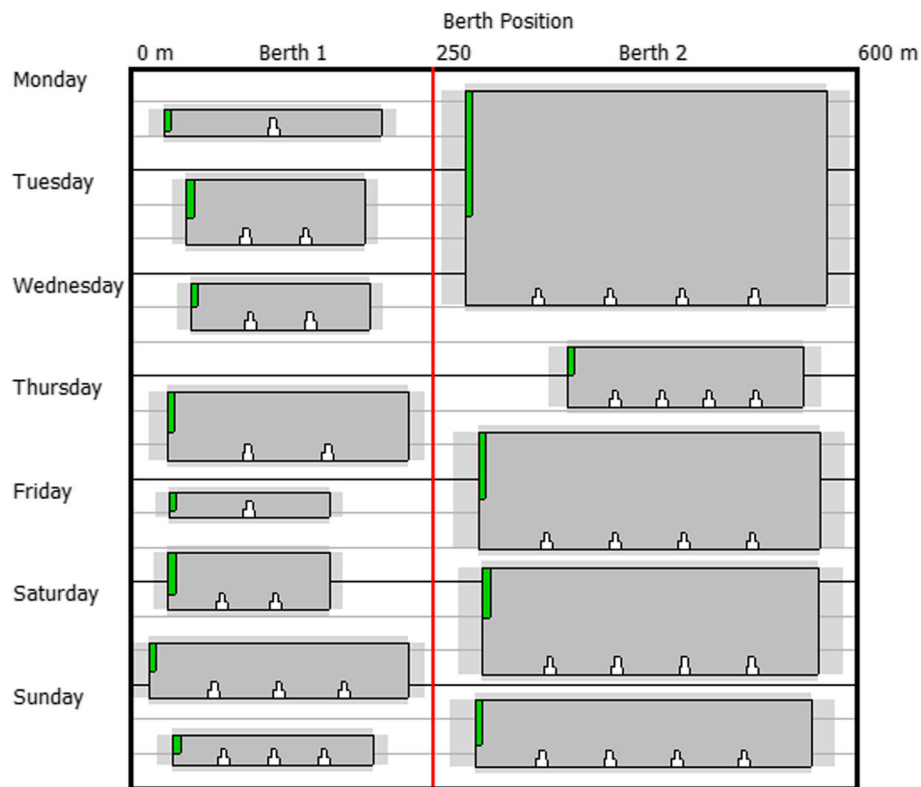 Berth Position
0 m Berth 1 250 Berth 2 600 m
Monday
Tuesday
Wednesday
Thursday
Friday
Saturday
Sunday